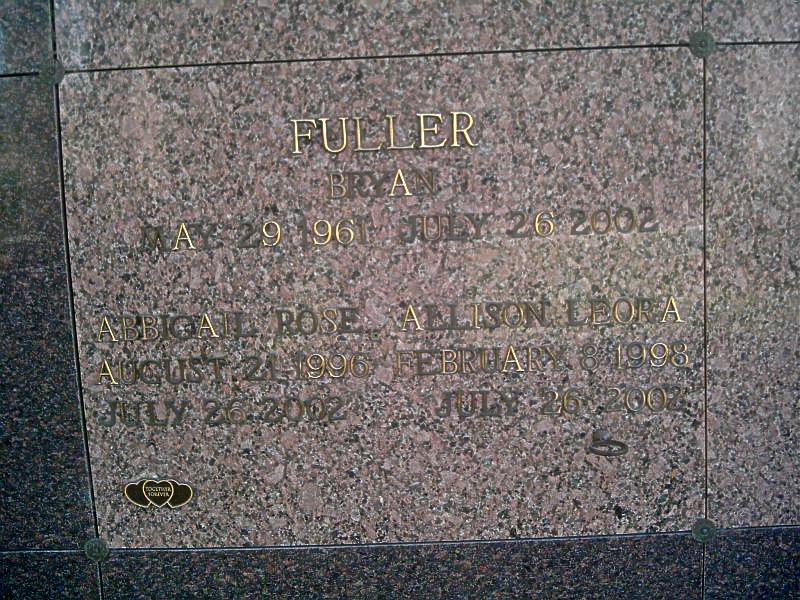 FULLER
BRYAN
MAY 29 1961 JULY 26 2002
ABBIGAIL ROSE ALLISON LEORA
AUGUST 21 1996 FEBRUARY 8 1998
JULY 26 2002 JULY 26 2002
TOGETHER
FOREVER